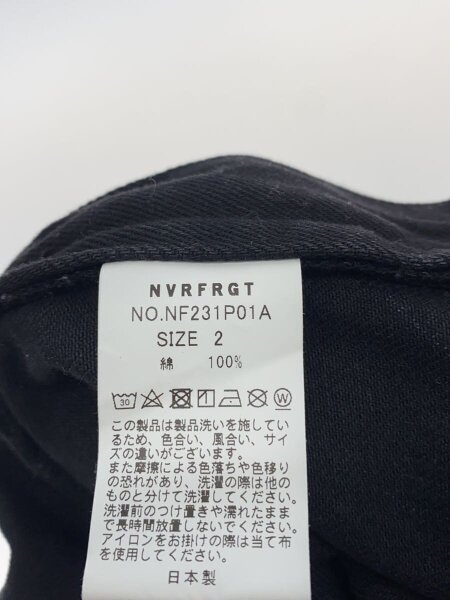 NVRFRGT
NO.NF231P01A
SIZE 2
綿 100%
30 W
この製品は製品洗いを施してい
るため、色合い、風合い、サイ
ズの違いがございます。
また摩擦による色落ちや色移り
の恐れがあり、洗濯の際は他の
ものと分けて洗濯してください。
洗濯前のつけ置きや濡れたまま
で長時間放置しないでください。
アイロンをお掛けの際は当て布
を使用してください。
日本製